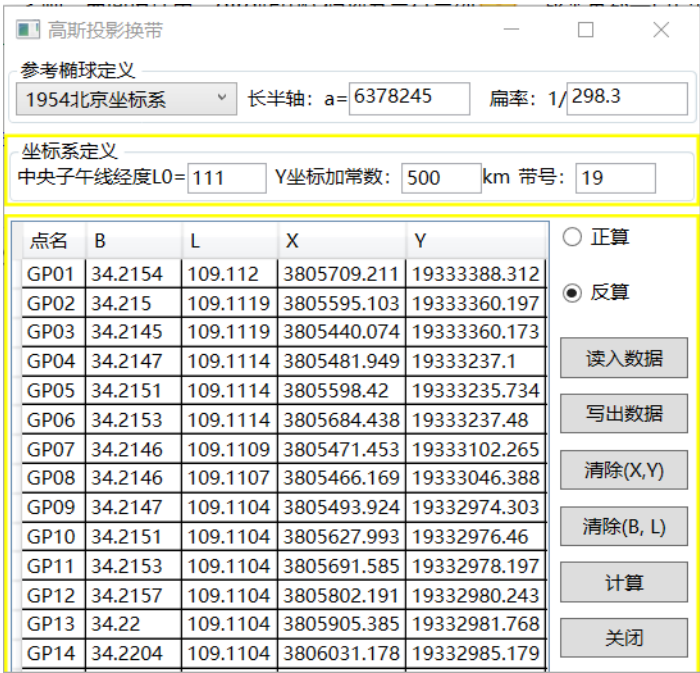 高斯投影换带
参考椭球定义
1954北京坐标系 长半轴：a= 6378245 扁率：1/ 298.3
坐标系定义
中央子午线经度L0= 111 Y坐标加常数： 500 km 带号： 19
点名 B L X Y
GP01 34.2154 109.112 3805709.211 19333388.312
GP02 34.215 109.1119 3805595.103 19333360.197
GP03 34.2145 109.1119 3805440.074 19333360.173
GP04 34.2147 109.1114 3805481.949 19333237.1
GP05 34.2151 109.1114 3805598.42 19333235.734
GP06 34.2153 109.1114 3805684.438 19333237.48
GP07 34.2146 109.1109 3805471.453 19333102.265
GP08 34.2146 109.1107 3805466.169 19333046.388
GP09 34.2147 109.1104 3805493.924 19332974.303
GP10 34.2151 109.1104 3805627.993 19332976.46
GP11 34.2153 109.1104 3805691.585 19332978.197
GP12 34.2157 109.1104 3805802.191 19332980.243
GP13 34.22 109.1104 3805905.385 19332981.768
GP14 34.2204 109.1104 3806031.178 19332985.179
正算
反算
读入数据
写出数据
清除(X,Y)
清除(B, L)
计算
关闭